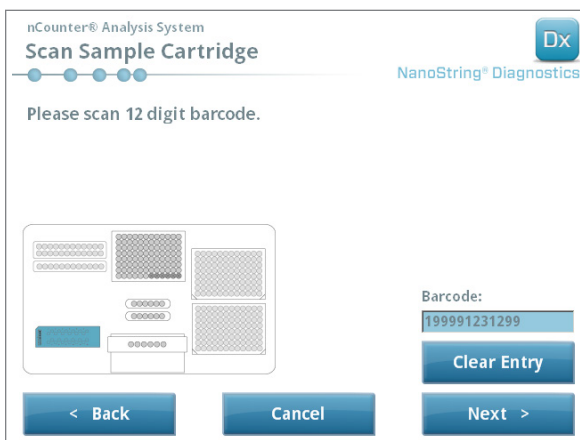 nCounter® Analysis System
Scan Sample Cartridge
Dx
NanoString® Diagnostics
Please scan 12 digit barcode.
Barcode:
199991231299
Clear Entry
< Back
Cancel
Next >